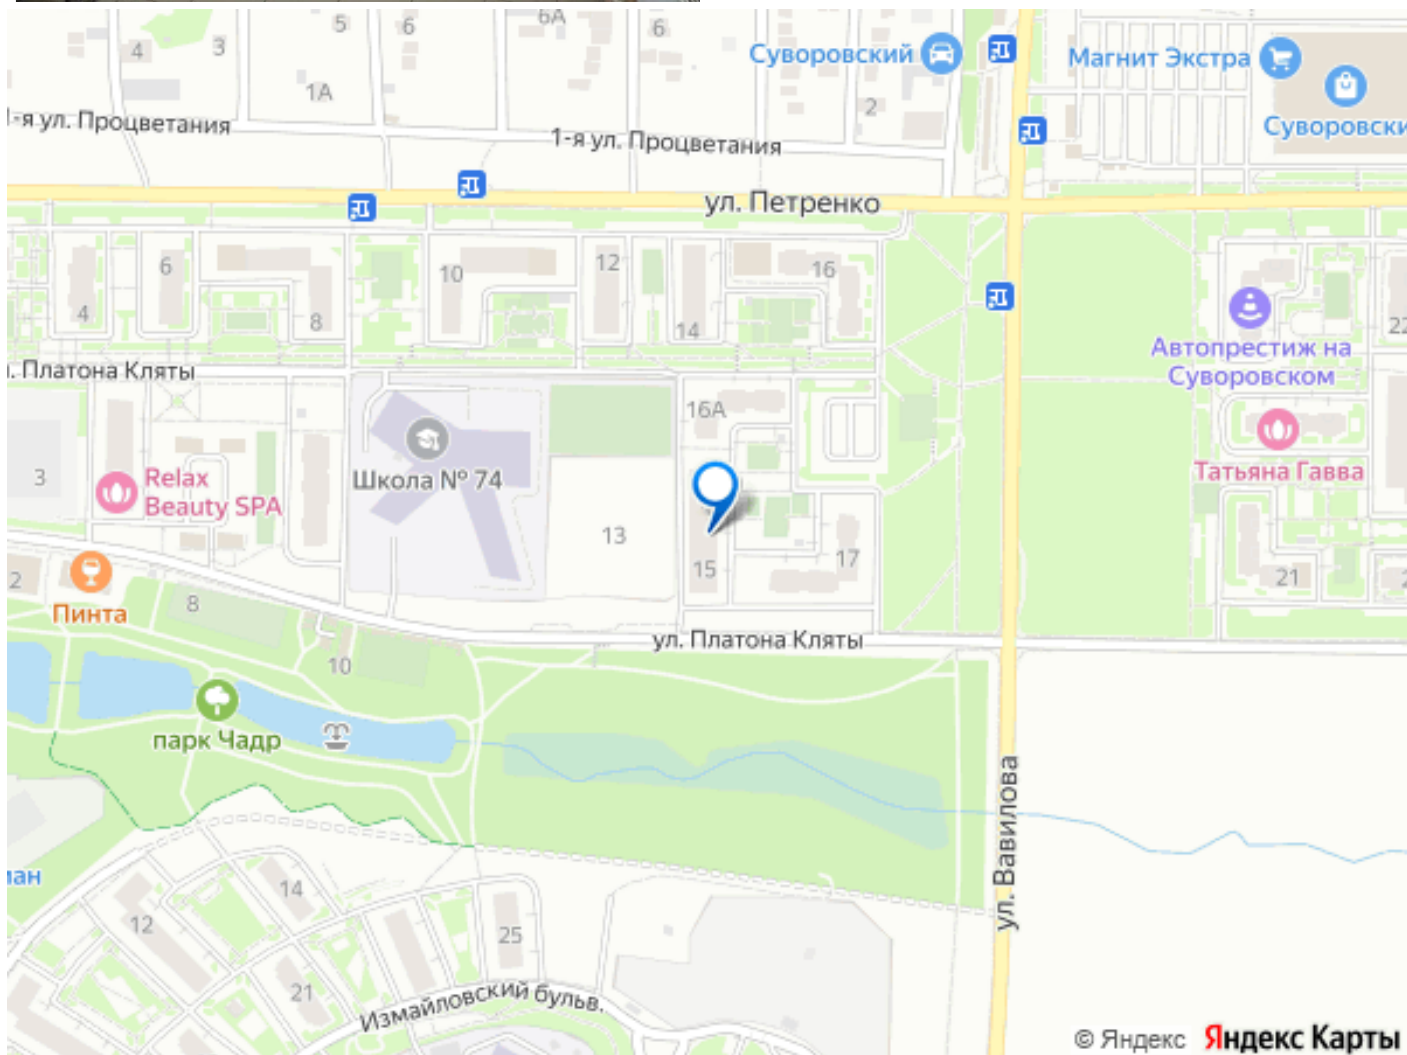 5
6
6А
6
4
3
1А
2
Суворовский
Магнит Экстра
Суворовски
1-я ул. Процветания
1-я ул. Процветания
ул. Петренко
6
4
8
10
12
14
16
22
Автопрестиж на
Суворовском
. Платона Кляты
16А
3
Relax
Beauty SPA
Школа № 74
Татьяна Гавва
13
15
17
21
2
2
Пинта
8
10
ул. Платона Кляты
парк Чадр
ул. Вавилова
ман
14
12
25
21
Измайловский бульв.
© Яндекс Яндекс Карты